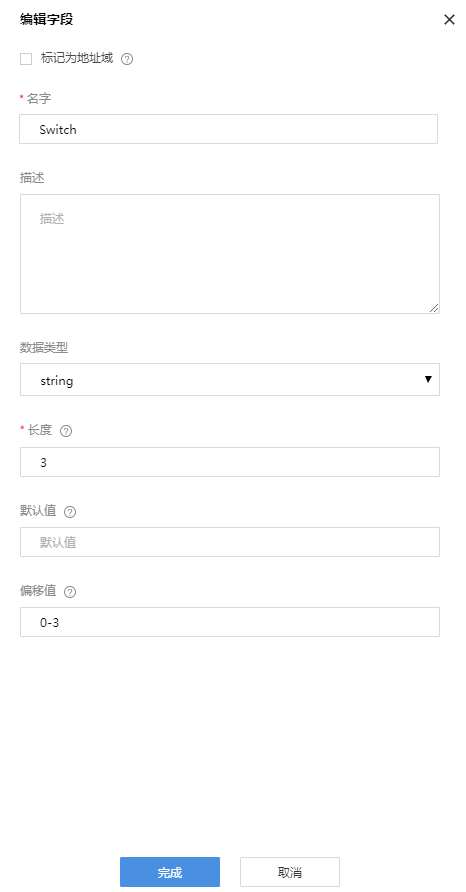 编辑字段
标记为地址域
* 名字
Switch
描述
描述
数据类型
string
* 长度
3
默认值
默认值
偏移值
0-3
完成
取消